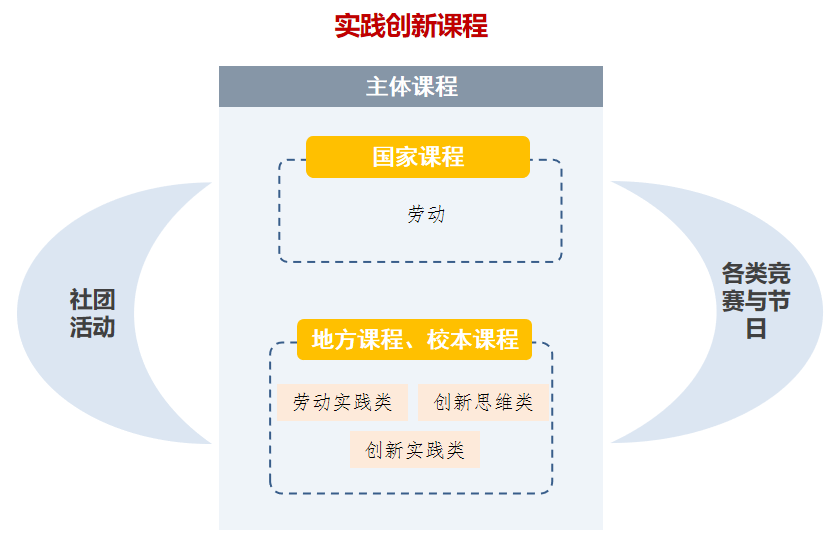 实践创新课程
主体课程
国家课程
劳动
社团
活动
各类竞
赛与节
日
地方课程、校本课程
劳动实践类
创新思维类
创新实践类